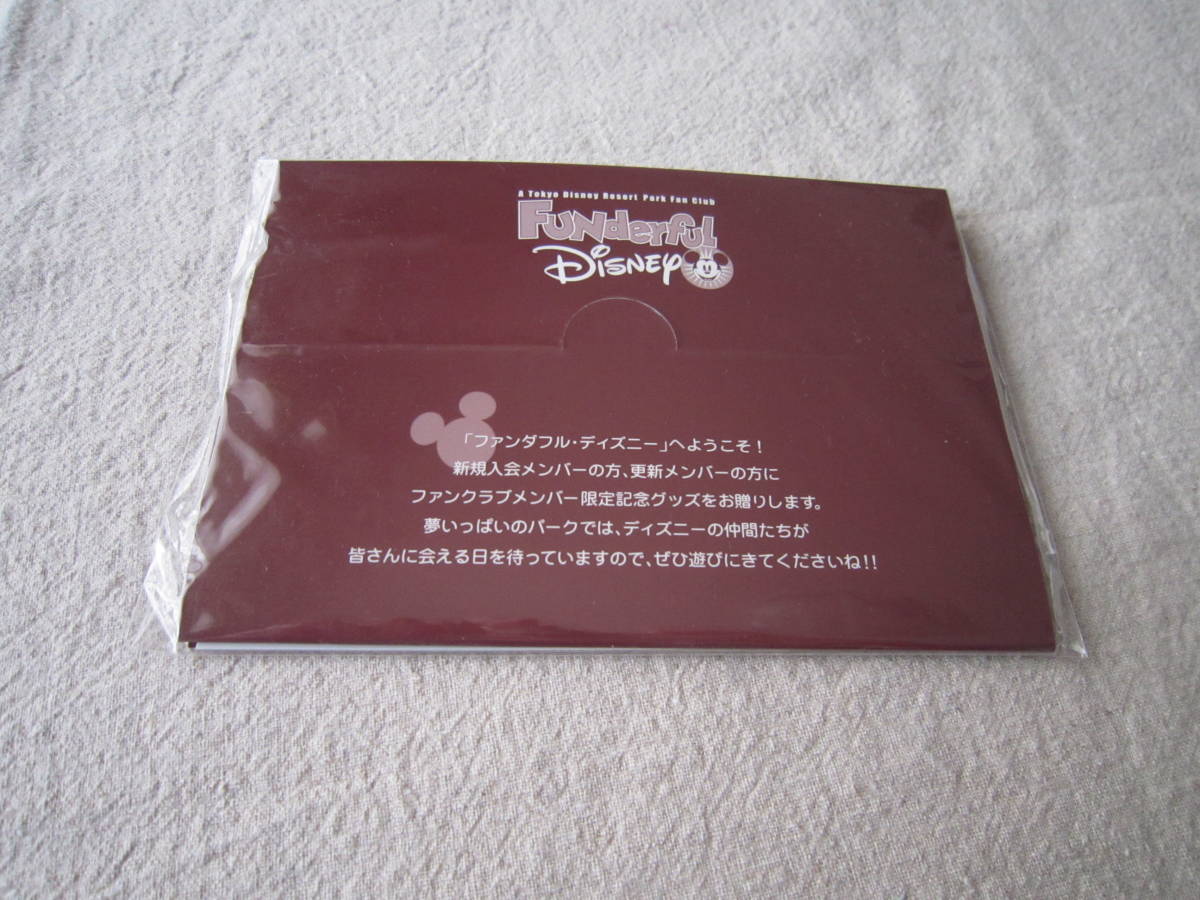 A Tokyo Disney Resort Park Fan Club
FUNderful
Disney
「ファンダフル・ディズニー」へようこそ！
新規入会メンバーの方、更新メンバーの方に
ファンクラブメンバー限定記念グッズをお贈りします。
夢いっぱいのパークでは、ディズニーの仲間たちが
皆さんに会える日を待っていますので、ぜひ遊びにきてくださいね!!